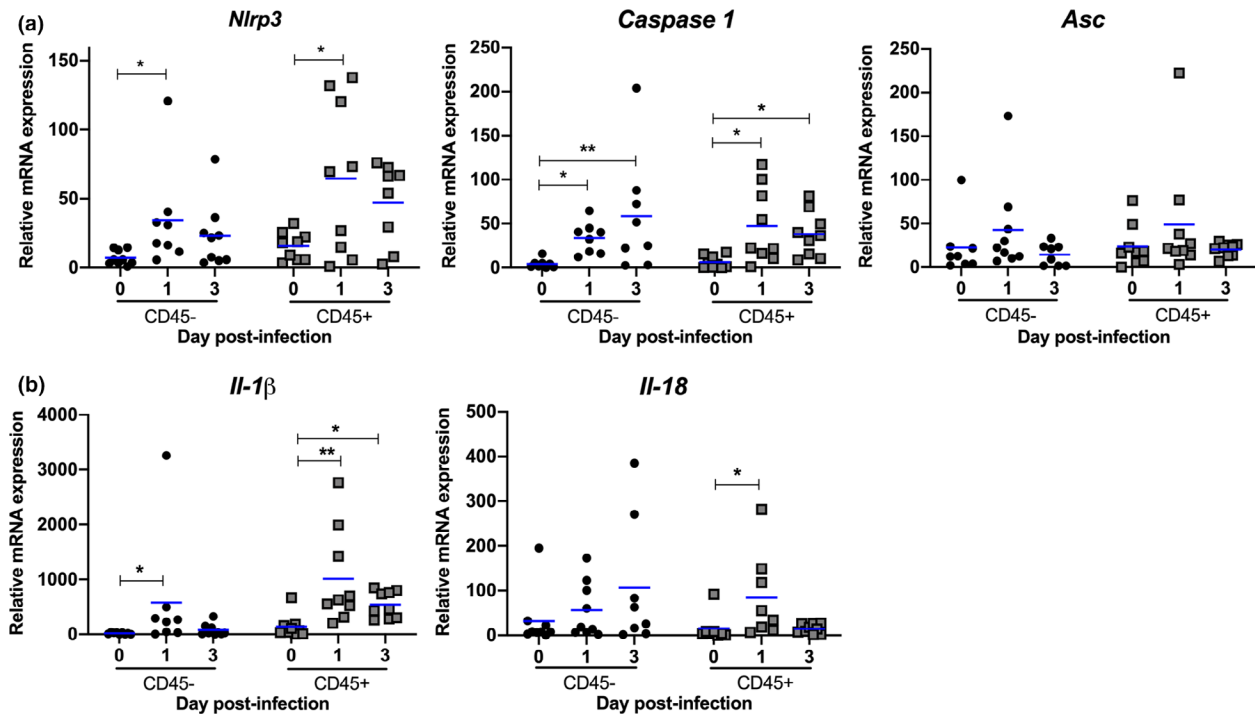 (a)
Nlrp3
Caspase 1
Asc
Relative mRNA expression
150
100
50
0
*
*
0 1 3 0 1 3
CD45- CD45+
Day post-infection
Relative mRNA expression
250
200
150
100
50
0
**
*
*
*
0 1 3 0 1 3
CD45- CD45+
Day post-infection
Relative mRNA expression
250
200
150
100
50
0
0 1 3 0 1 3
CD45- CD45+
Day post-infection
(b)
Il-1β
Il-18
Relative mRNA expression
4000
3000
2000
1000
0
*
*
**
0 1 3 0 1 3
CD45- CD45+
Day post-infection
Relative mRNA expression
500
400
300
200
100
0
*
0 1 3 0 1 3
CD45- CD45+
Day post-infection